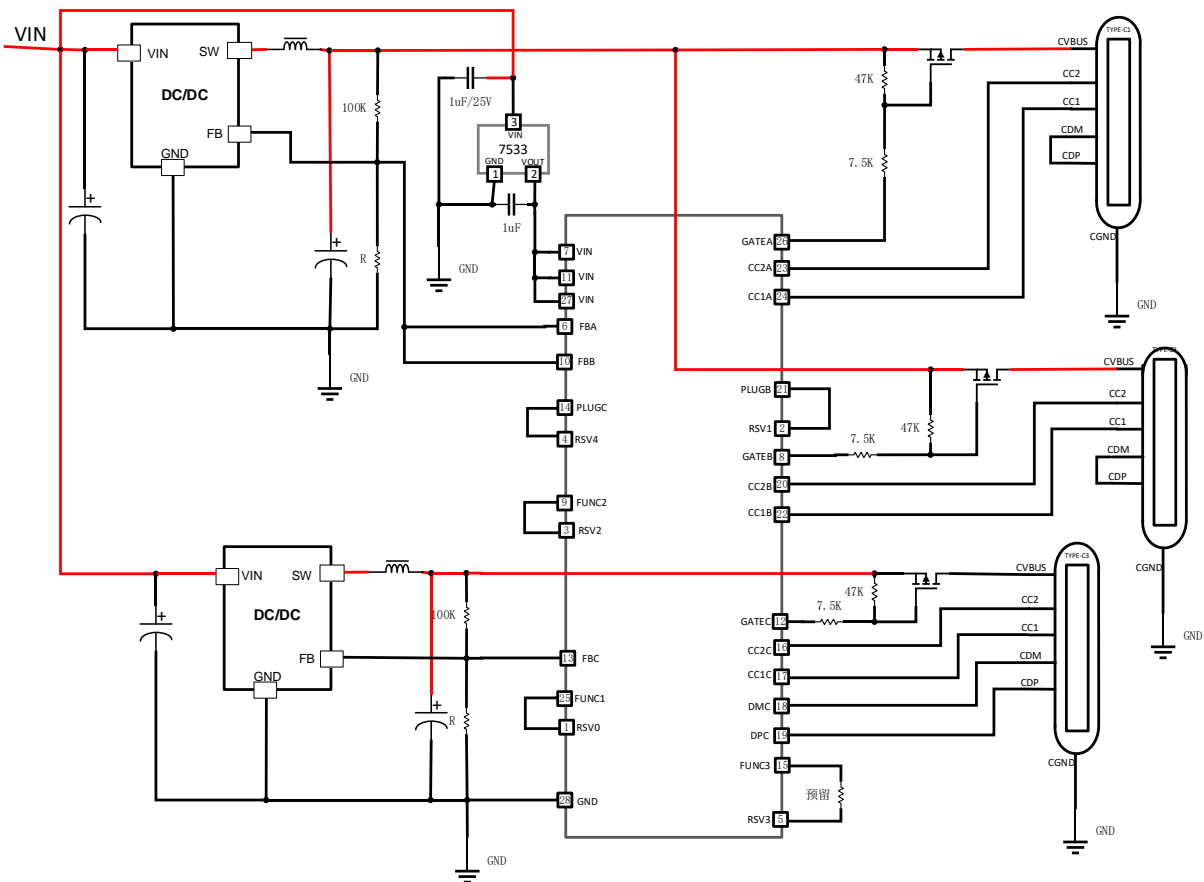 VIN
VIN
SW
DC/DC
FB
GND
100K
R
GND
1uF/25V
3
VIN
7533
GND
VOUT
1
2
1uF
GND
7
VIN
11
VIN
27
VIN
6
FBA
10
FBB
14
PLUGC
4
RSV4
9
FUNC2
3
RSV2
13
FBC
25
FUNC1
1
RSV0
28
GND
GATEA
26
CC2A
23
CC1A
24
PLUGB
21
RSV1
2
GATEB
8
CC2B
20
CC1B
22
GATEC
12
CC2C
16
CC1C
17
DMC
18
DPC
19
FUNC3
15
RSV3
5
预留
47K
7.5K
TYPE-C1
CVBUS
CC2
CC1
CDM
CDP
CGND
GND
47K
7.5K
CVBUS
CC2
CC1
CDM
CDP
CGND
GND
47K
7.5K
TYPE-C3
CVBUS
CC2
CC1
CDM
CDP
CGND
GND
VIN
SW
DC/DC
FB
GND
100K
R
GND